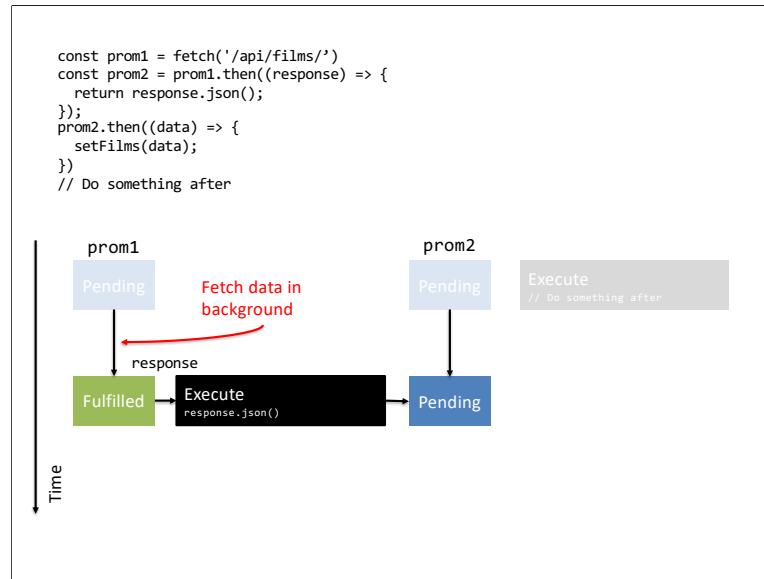 const prom1 = fetch('/api/films/’)
const prom2 = prom1.then((response) => {
  return response.json();
});
prom2.then((data) => {
  setFilms(data);
})
// Do something after
prom1
prom2
Pending
Fetch data in
background
Pending
Execute
// Do something after
response
Fulfilled
Execute
response.json()
Pending
Time